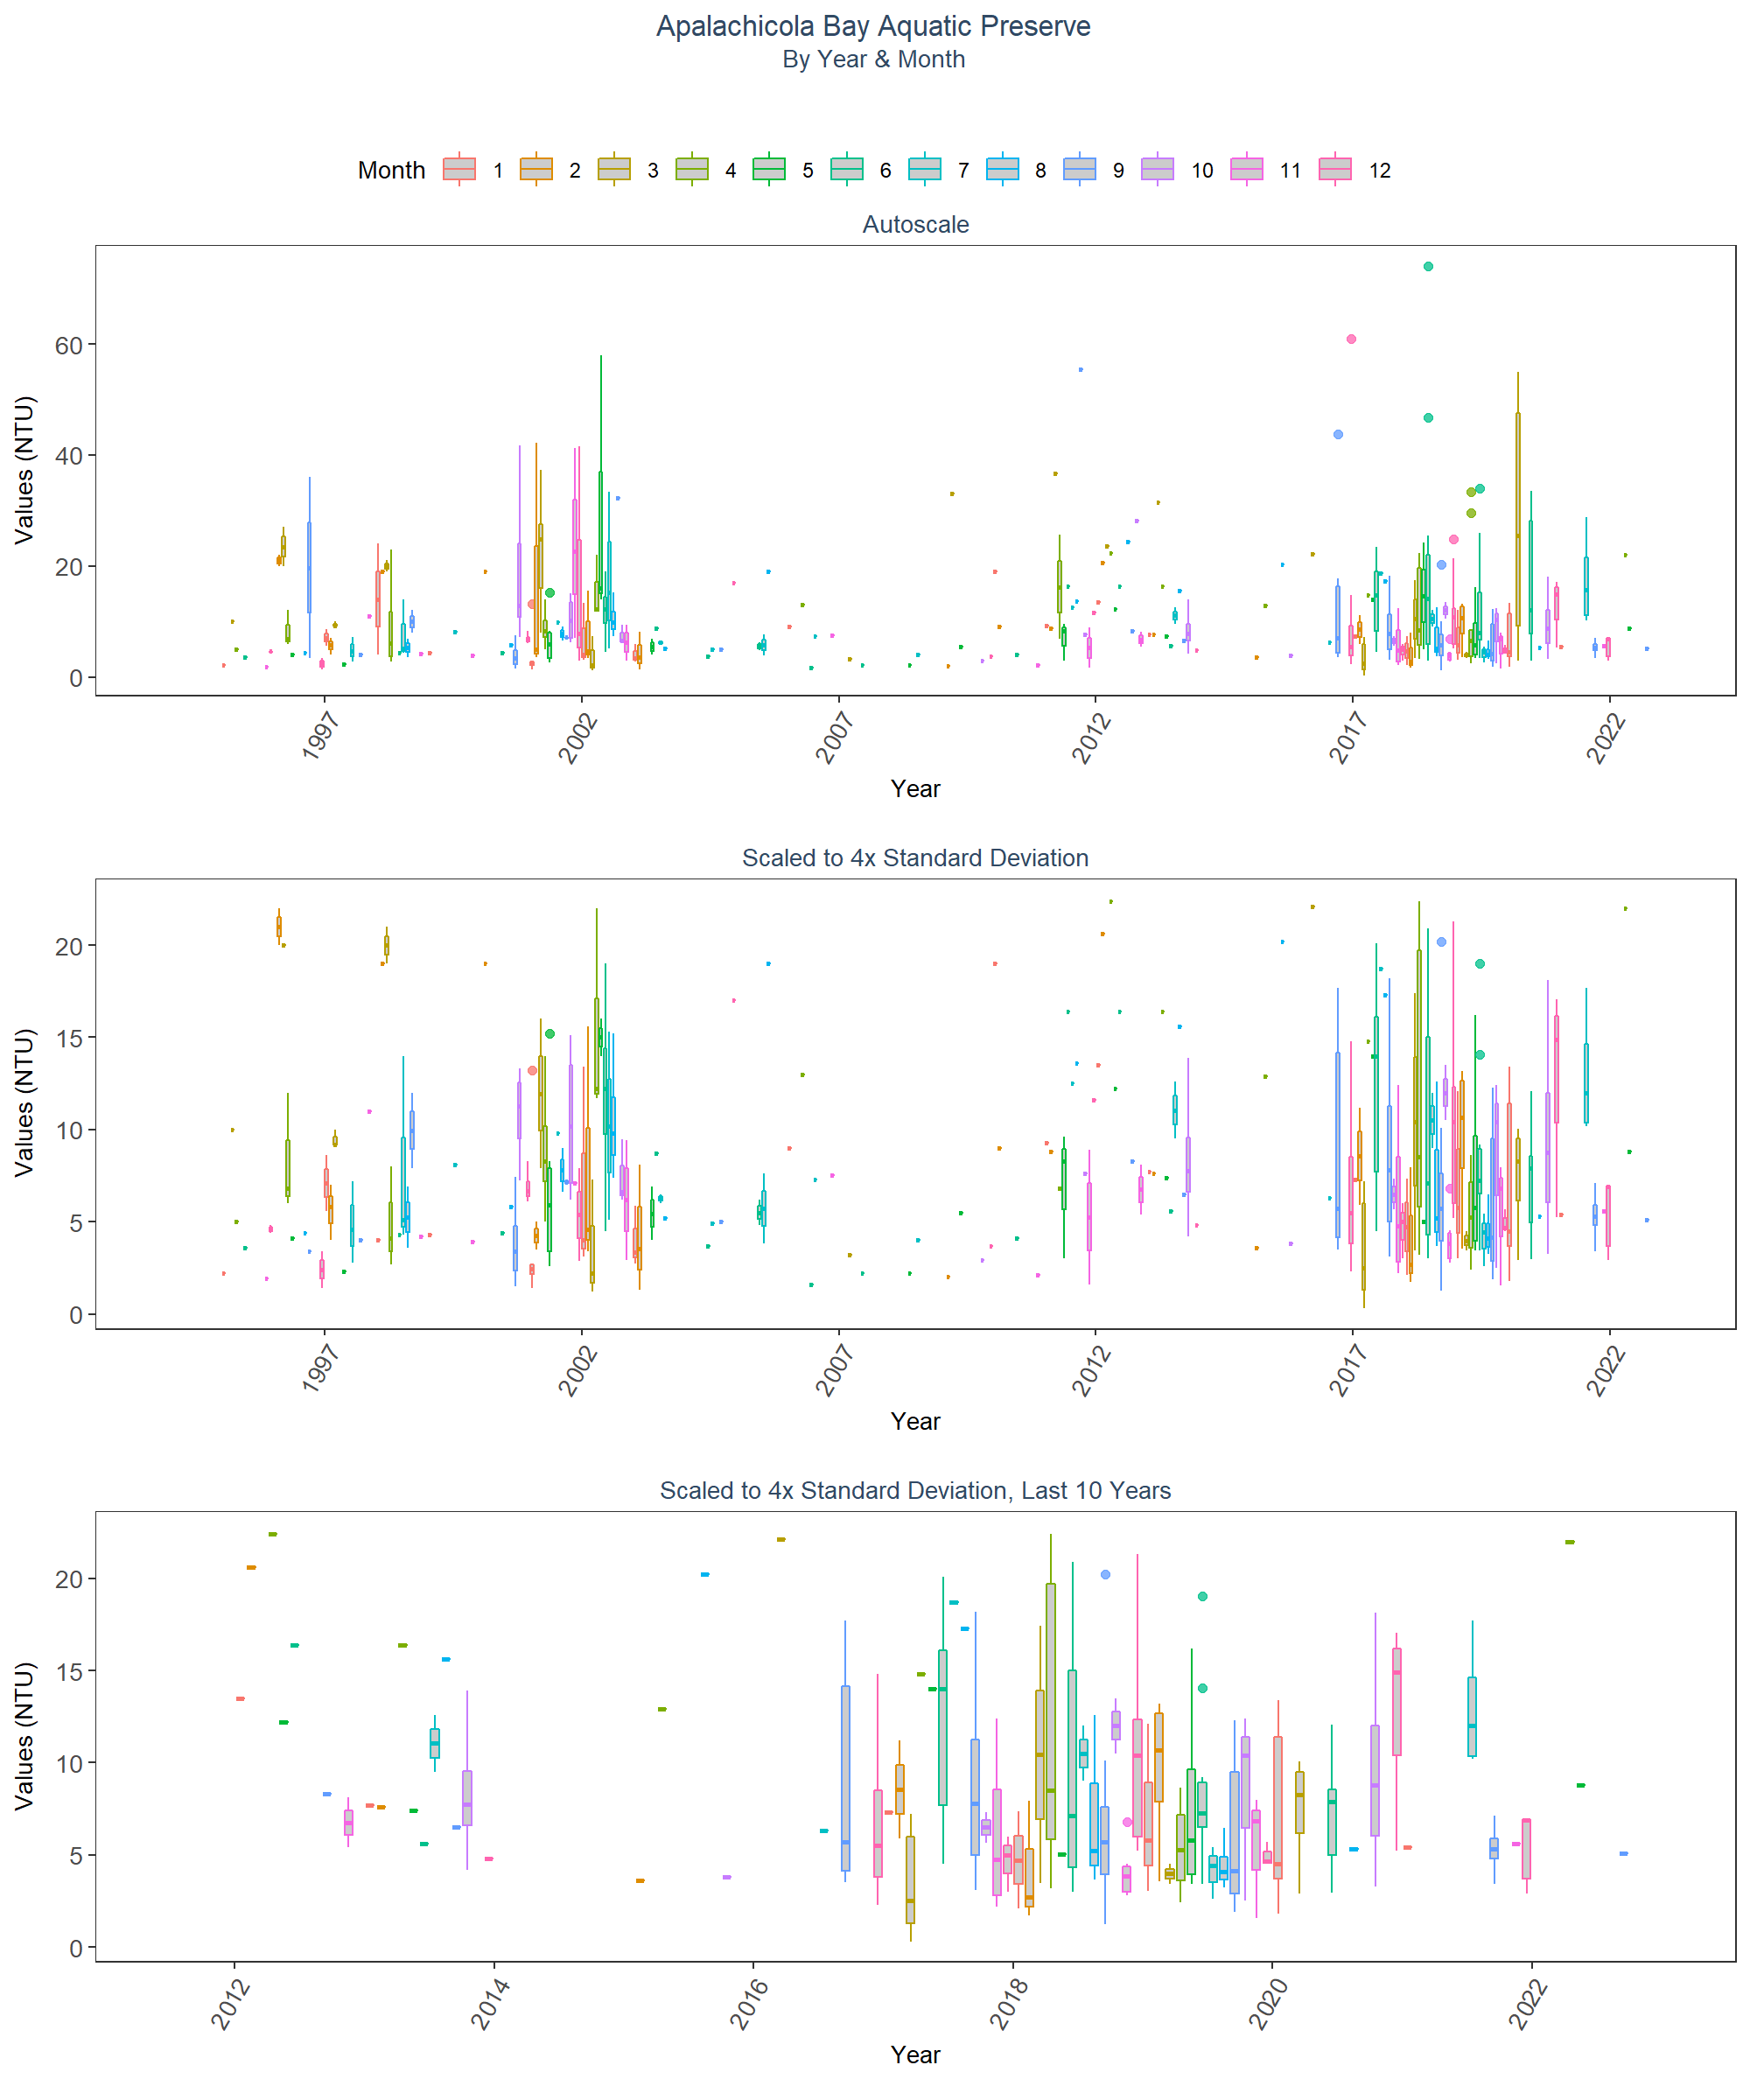 Apalachicola Bay Aquatic Preserve
By Year & Month
Month 1 2 3 4 5 6 7 8 9 10 11 12
Autoscale
Values (NTU)
60
40
20
0
1997 2002 2007 2012 2017 2022
Year
Scaled to 4x Standard Deviation
Values (NTU)
20
15
10
5
0
1997 2002 2007 2012 2017 2022
Year
Scaled to 4x Standard Deviation, Last 10 Years
Values (NTU)
20
15
10
5
0
2012 2014 2016 2018 2020 2022
Year